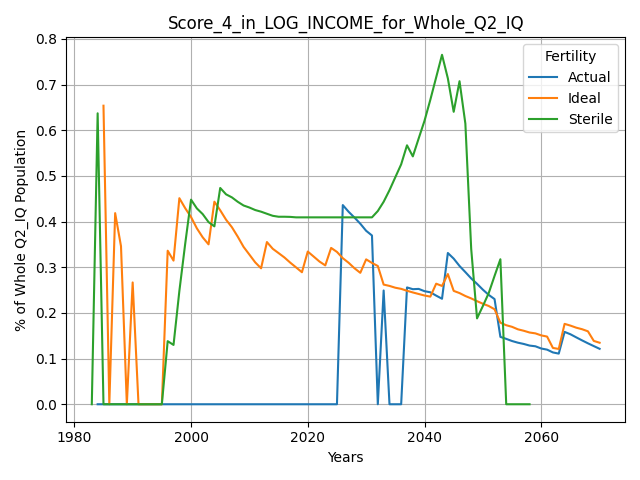 Score_4_in_LOG_INCOME_for_Whole_Q2_IQ
% of Whole Q2_IQ Population
0.8
0.7
0.6
0.5
0.4
0.3
0.2
0.1
0.0
Fertility
Actual
Ideal
Sterile
1980 2000 2020 2040 2060
Years